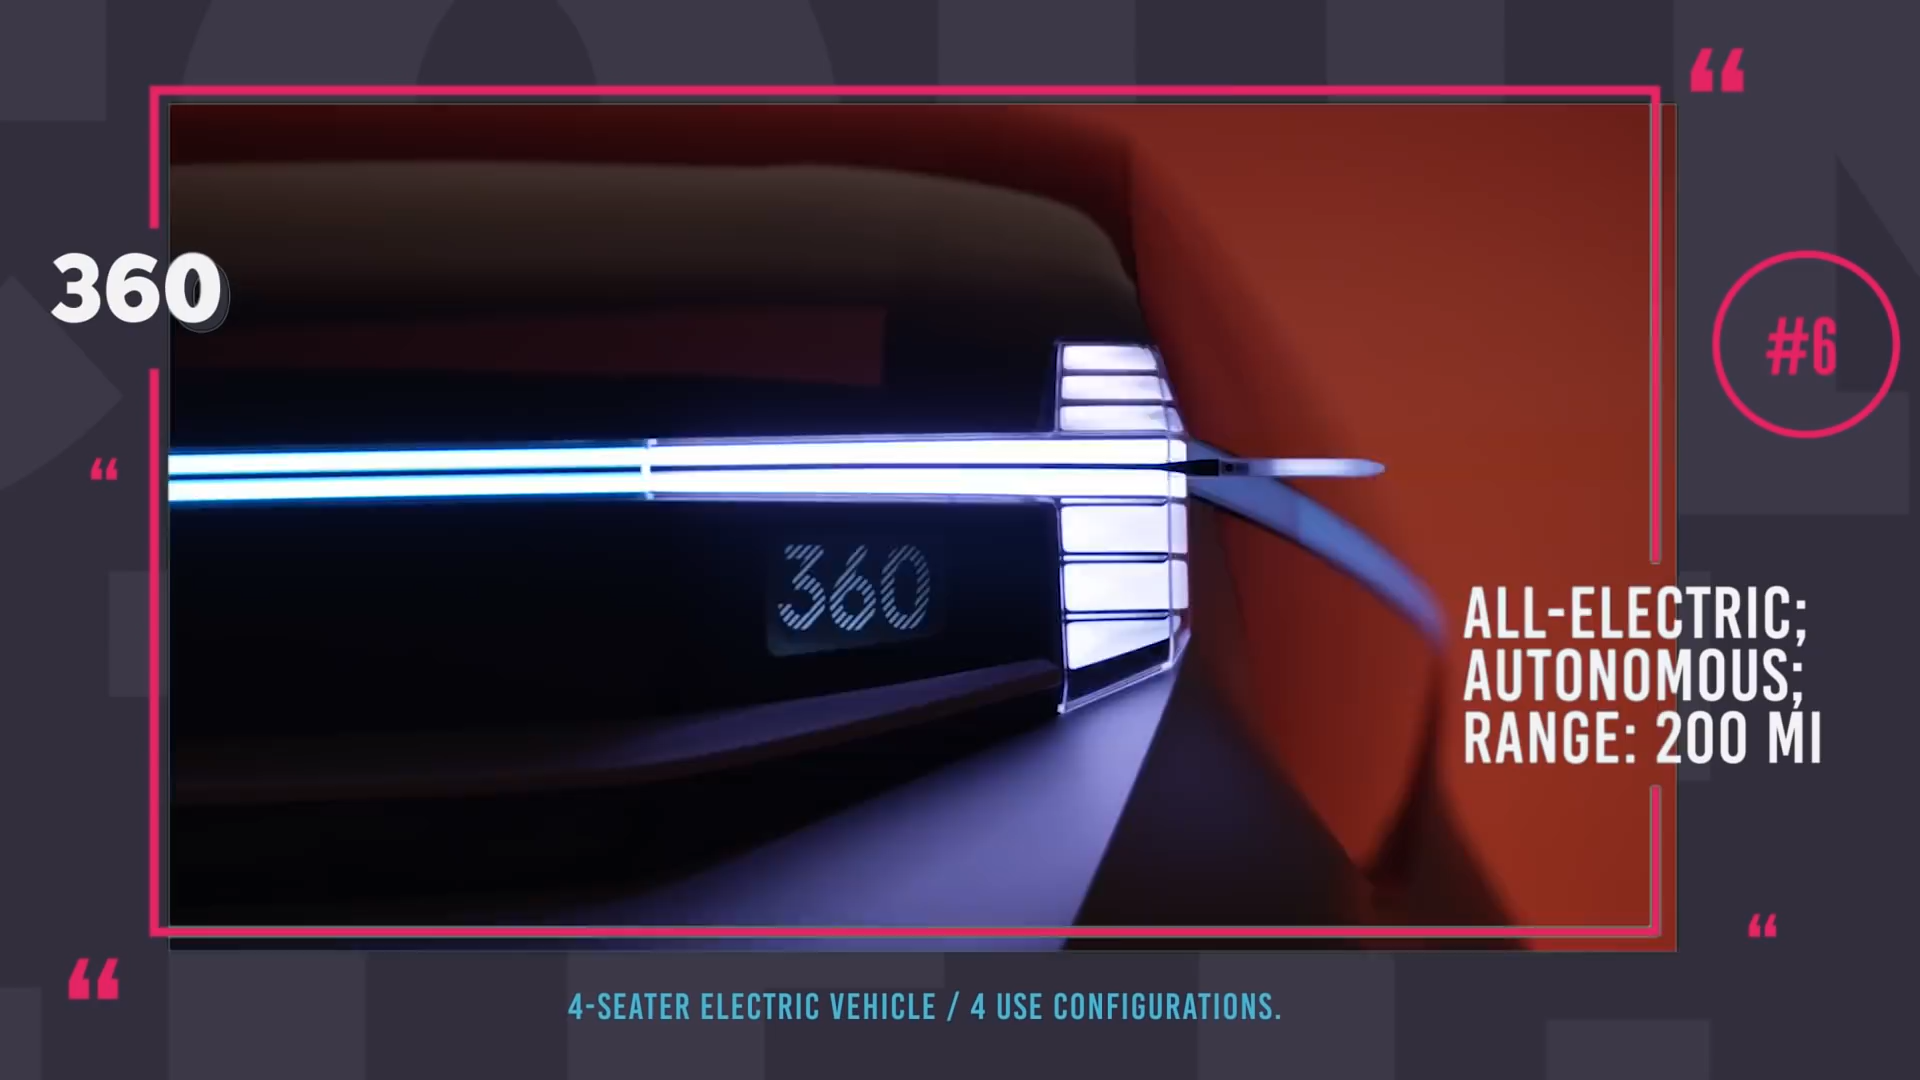 360
#6
360
ALL-ELECTRIC;
AUTONOMOUS;
RANGE: 200 MI
4-SEATER ELECTRIC VEHICLE / 4 USE CONFIGURATIONS.